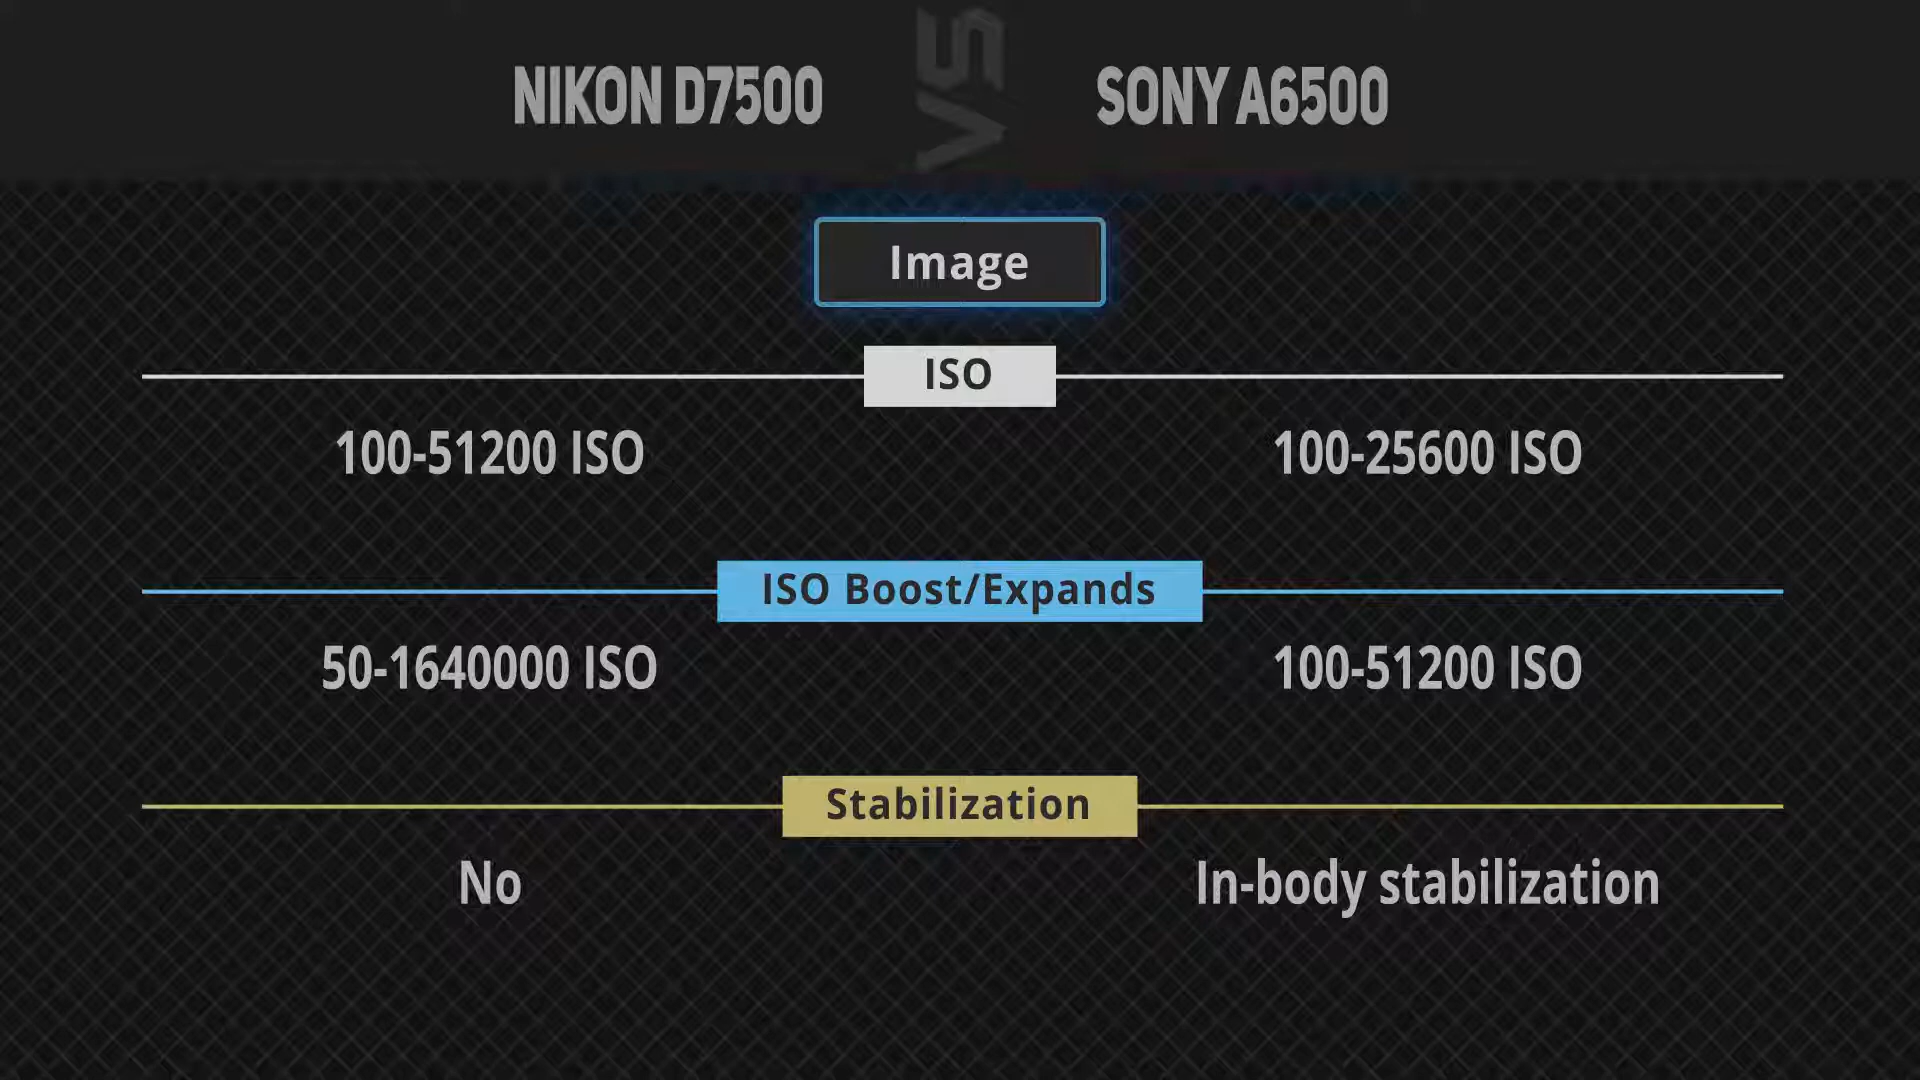 NIKON D7500 VS SONY A6500
Image
ISO
100-51200 ISO 100-25600 ISO
ISO Boost/Expands
50-1640000 ISO 100-51200 ISO
Stabilization
No In-body stabilization